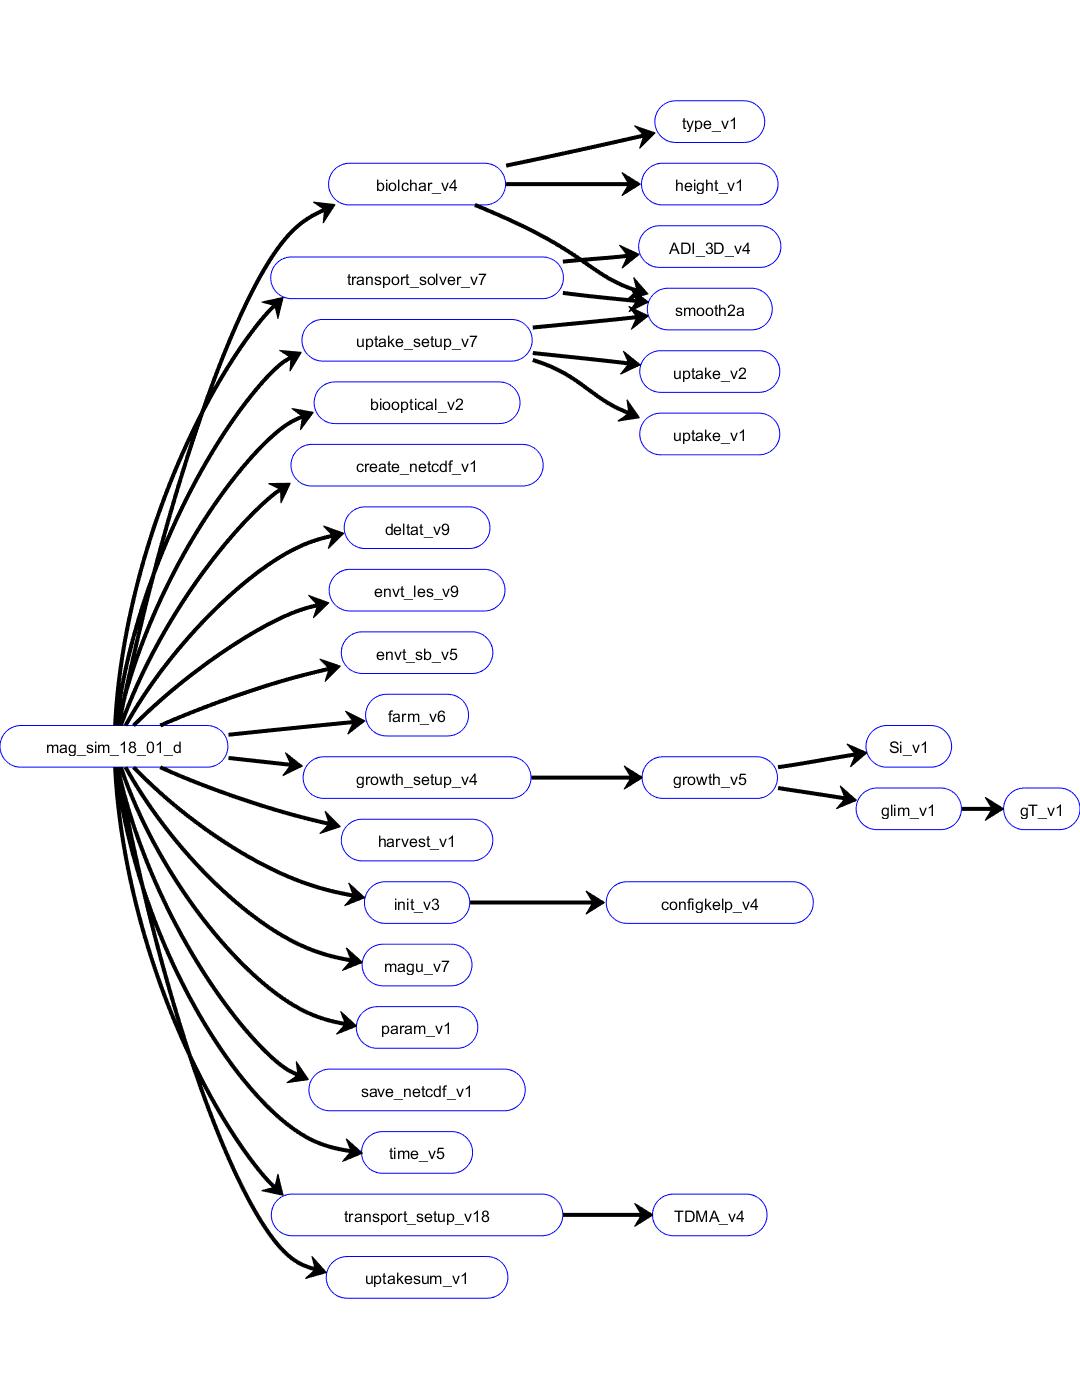 type_v1
biolchar_v4
height_v1
ADI_3D_v4
transport_solver_v7
smooth2a
uptake_setup_v7
uptake_v2
biooptical_v2
uptake_v1
create_netcdf_v1
deltat_v9
envt_les_v9
envt_sb_v5
farm_v6
mag_sim_18_01_d
Si_v1
growth_setup_v4
growth_v5
glim_v1
gT_v1
harvest_v1
init_v3
configkelp_v4
magu_v7
param_v1
save_netcdf_v1
time_v5
transport_setup_v18
TDMA_v4
uptakesum_v1